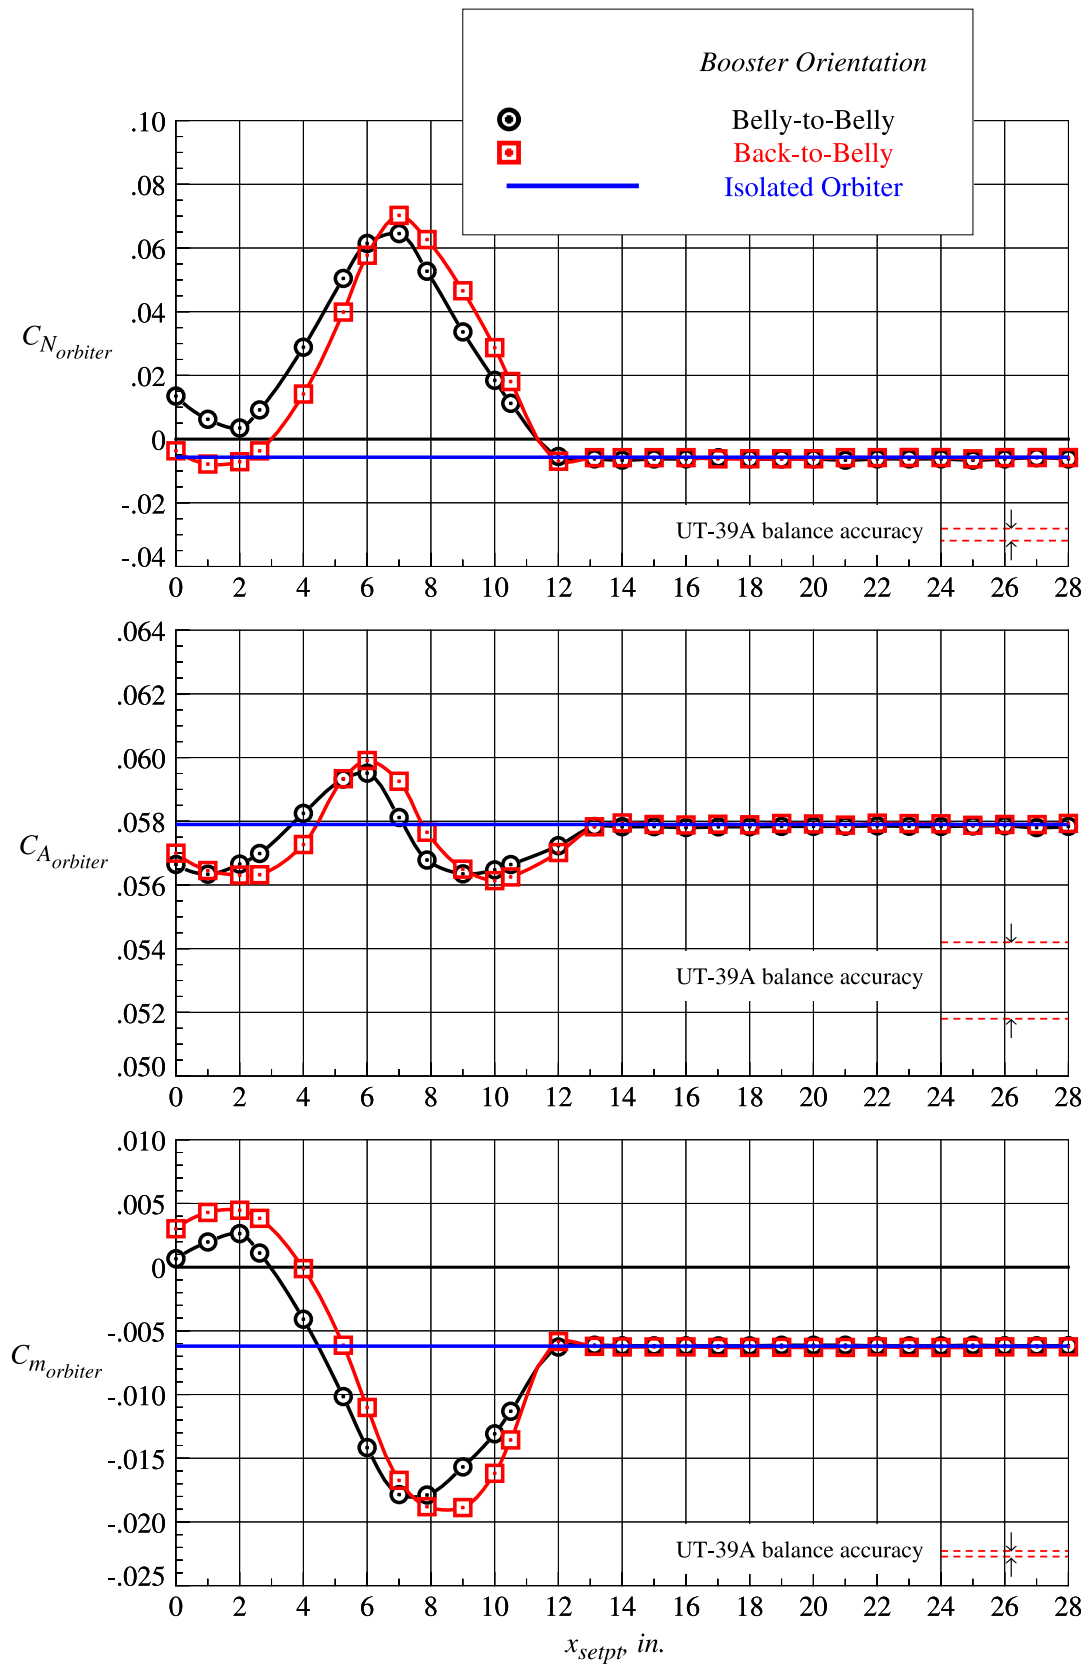 Booster Orientation
Belly-to-Belly
Back-to-Belly
Isolated Orbiter
.10
.08
.06
.04
.02
0
-.02
-.04
C_N_orbiter
UT-39A balance accuracy
0 2 4 6 8 10 12 14 16 18 20 22 24 26 28
.064
.062
.060
.058
.056
.054
.052
.050
C_A_orbiter
UT-39A balance accuracy
0 2 4 6 8 10 12 14 16 18 20 22 24 26 28
.010
.005
0
-.005
-.010
-.015
-.020
-.025
C_m_orbiter
UT-39A balance accuracy
0 2 4 6 8 10 12 14 16 18 20 22 24 26 28
x_setpt, in.